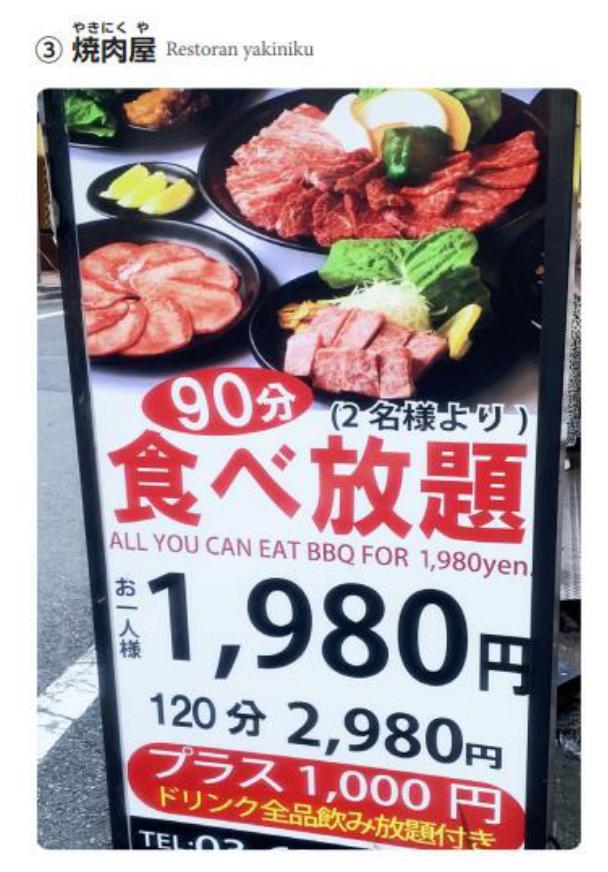 やきにく や
③ 焼肉屋 Restoran yakiniku
90分 (2名様より)
食べ放題
ALL YOU CAN EAT BBQ FOR 1,980yen.
お一人様 1,980円
120分 2,980円
プラス 1,000円
ドリンク全品飲み放題付き
TEL:03